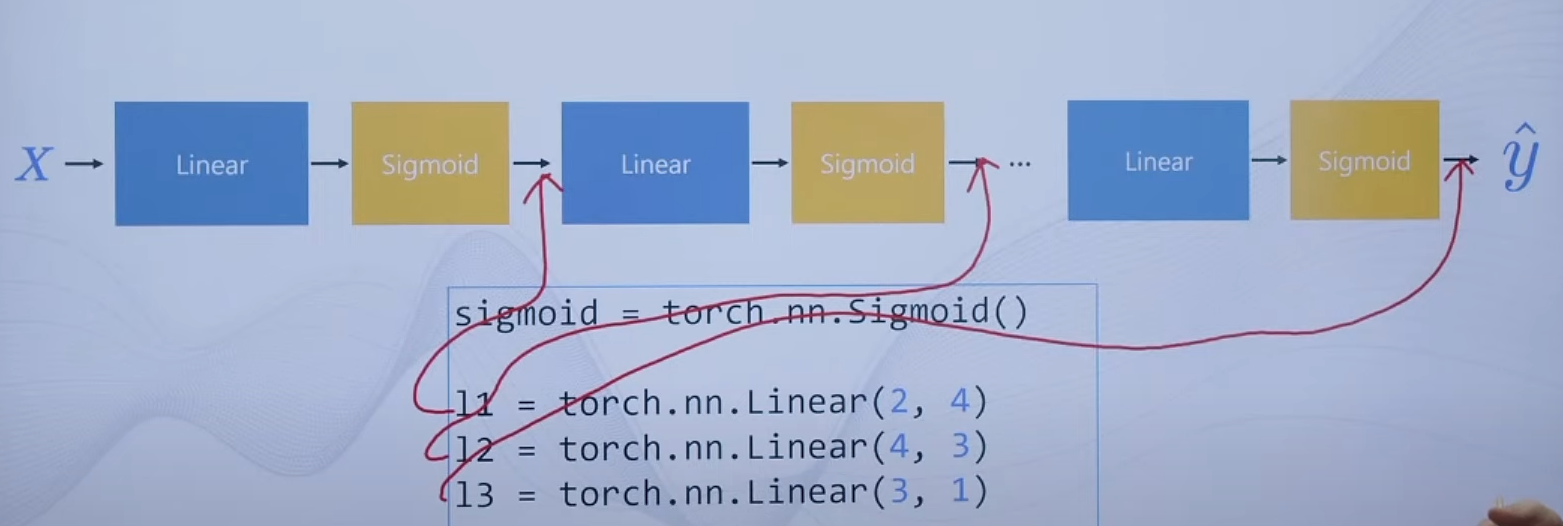 X Linear Sigmoid Linear Sigmoid ... Linear Sigmoid ŷ
sigmoid = torch.nn.Sigmoid()
l1 = torch.nn.Linear(2, 4)
l2 = torch.nn.Linear(4, 3)
l3 = torch.nn.Linear(3, 1)